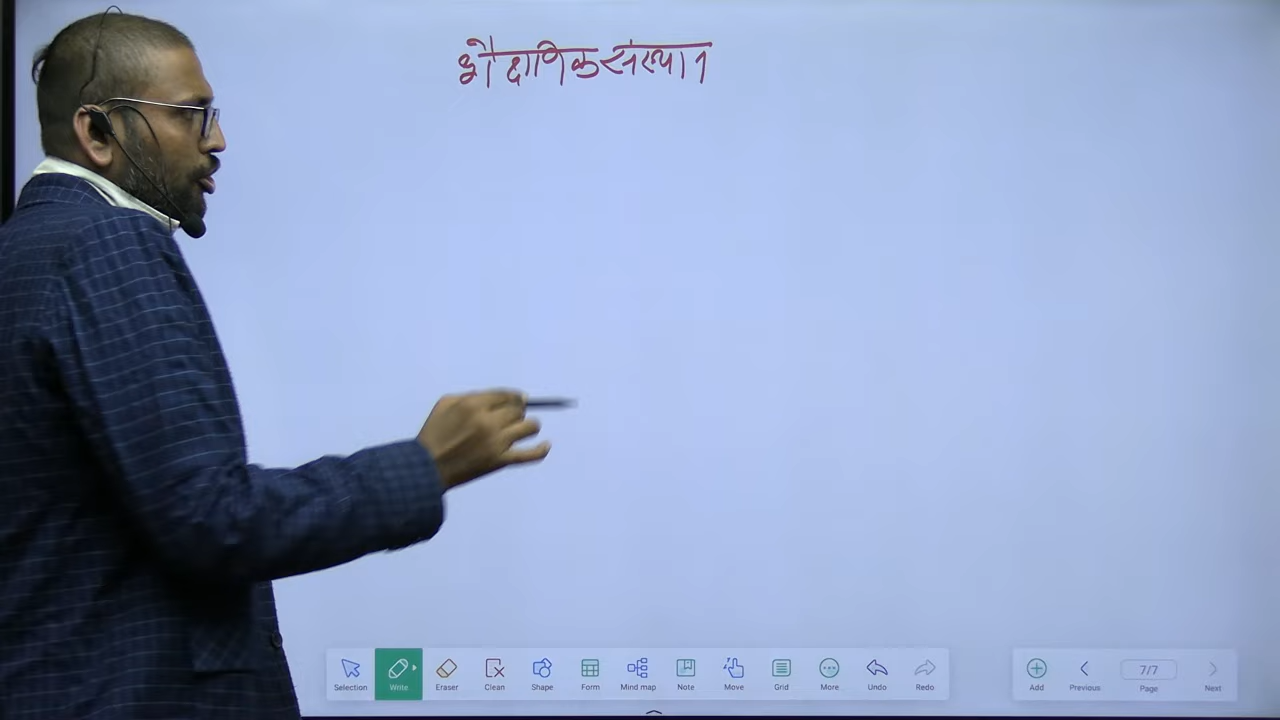 शैक्षणिक संस्थान
Selection Write Eraser Clean Shape Form Mind map Note Move Grid More Undo Redo Add Previous 7/7 Page Next